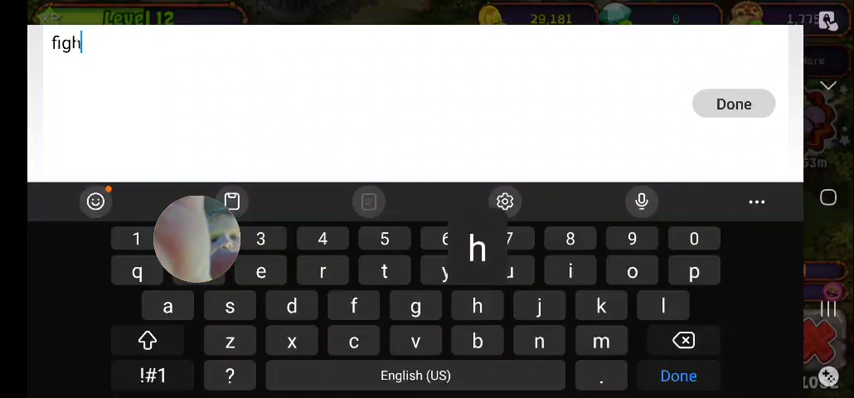 Level 12
29,181
0
1,775
figh
Done
1 3 4 5 6 7 8 9 0
h
q e r t y u i o p
a s d f g h j k l
z x c v b n m
!#1 ? English (US) . Done